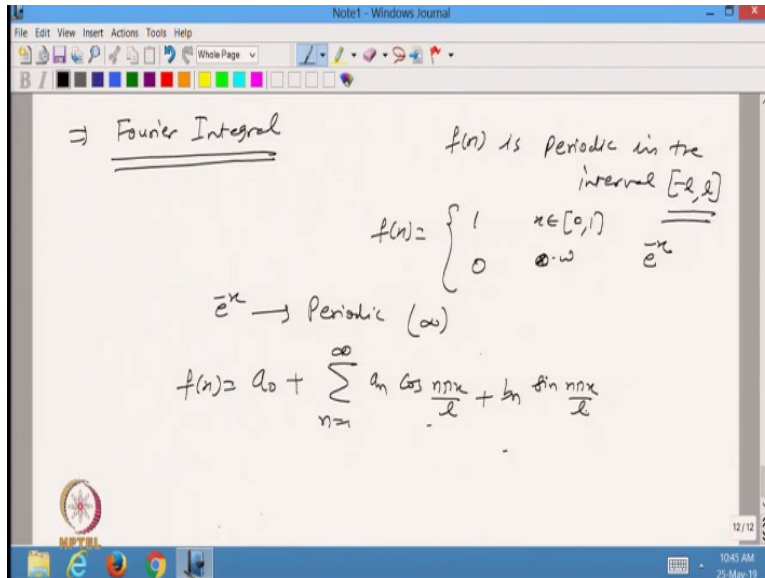 Note1 - Windows Journal
File Edit View Insert Actions Tools Help
Whole Page
B I
⇒ Fourier Integral
f(x) is periodic in the
interval [-l, l]
f(x) = { 1 x ∈ [0,1]
0 o.w
e^-x
e^-x → Periodic (∞)
f(x) = a0 + ∑ n=1 ∞ an cos nπx/l + bn sin nπx/l
NPTEL
12/12
10:45 AM
25-May-19